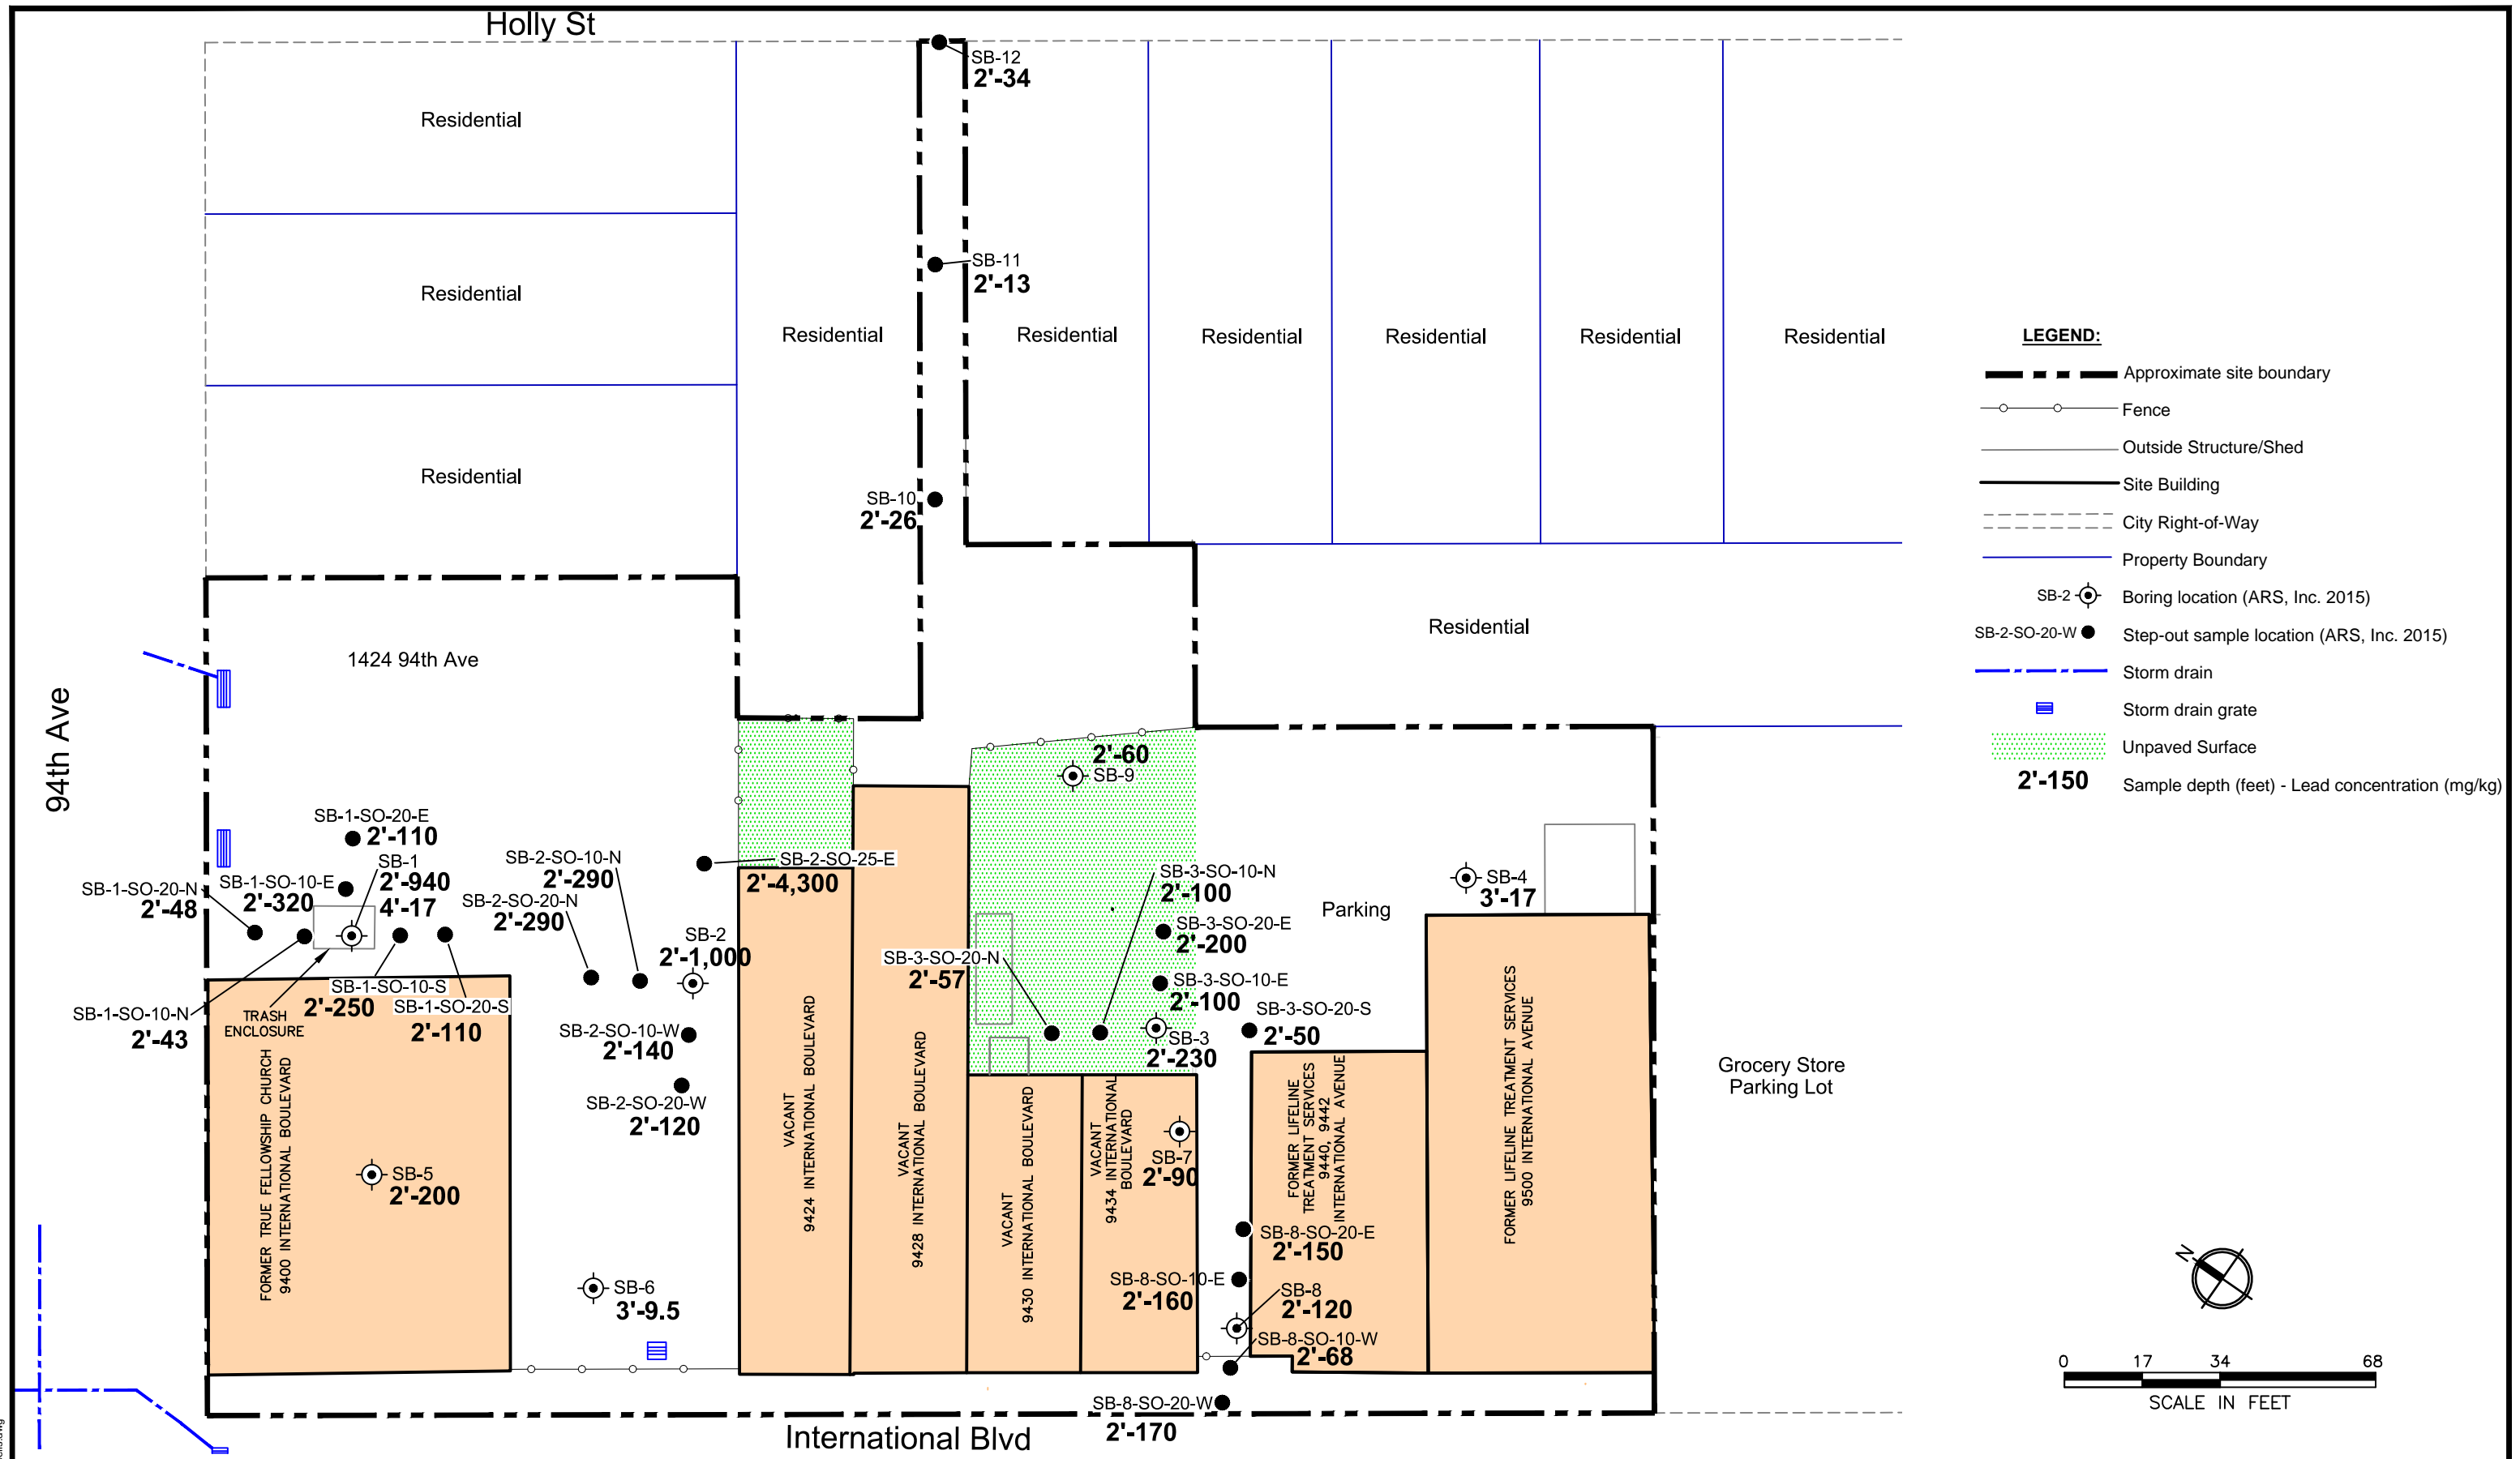 Holly St
SB-12
2'-34
Residential
SB-11
2'-13
Residential
Residential
Residential
Residential
Residential
Residential
Residential
Residential
SB-10
2'-26
Residential
1424 94th Ave
94th Ave
2'-60
SB-9
SB-1-SO-20-E
2'-110
SB-1
2'-940
4'-17
SB-1-SO-20-N
2'-48
SB-1-SO-10-E
2'-320
SB-2-SO-10-N
2'-290
SB-2-SO-20-N
2'-290
SB-2-SO-25-E
2'-4,300
SB-2
2'-1,000
SB-3-SO-10-N
2'-100
SB-3-SO-20-E
2'-200
SB-3-SO-20-N
2'-57
SB-3-SO-10-E
2'-100
SB-3-SO-20-S
2'-50
SB-3
2'-230
Parking
SB-4
3'-17
SB-1-SO-10-N
2'-43
TRASH
ENCLOSURE
SB-1-SO-10-S
2'-250
SB-1-SO-20-S
2'-110
SB-2-SO-10-W
2'-140
SB-2-SO-20-W
2'-120
FORMER TRUE FELLOWSHIP CHURCH
9400 INTERNATIONAL BOULEVARD
SB-5
2'-200
SB-6
3'-9.5
VACANT
9424 INTERNATIONAL BOULEVARD
VACANT
9428 INTERNATIONAL BOULEVARD
VACANT
9430 INTERNATIONAL BOULEVARD
VACANT
9434 INTERNATIONAL
BOULEVARD
SB-7
2'-90
FORMER LIFELINE
TREATMENT SERVICES
9440, 9442
INTERNATIONAL AVENUE
FORMER LIFELINE TREATMENT SERVICES
9500 INTERNATIONAL AVENUE
SB-8-SO-20-E
2'-150
SB-8-SO-10-E
2'-160
SB-8
2'-120
SB-8-SO-10-W
2'-68
SB-8-SO-20-W
2'-170
Grocery Store
Parking Lot
International Blvd
LEGEND:
Approximate site boundary
Fence
Outside Structure/Shed
Site Building
City Right-of-Way
Property Boundary
SB-2 Boring location (ARS, Inc. 2015)
SB-2-SO-20-W Step-out sample location (ARS, Inc. 2015)
Storm drain
Storm drain grate
Unpaved Surface
2'-150 Sample depth (feet) - Lead concentration (mg/kg)
N
0 17 34 68
SCALE IN FEET